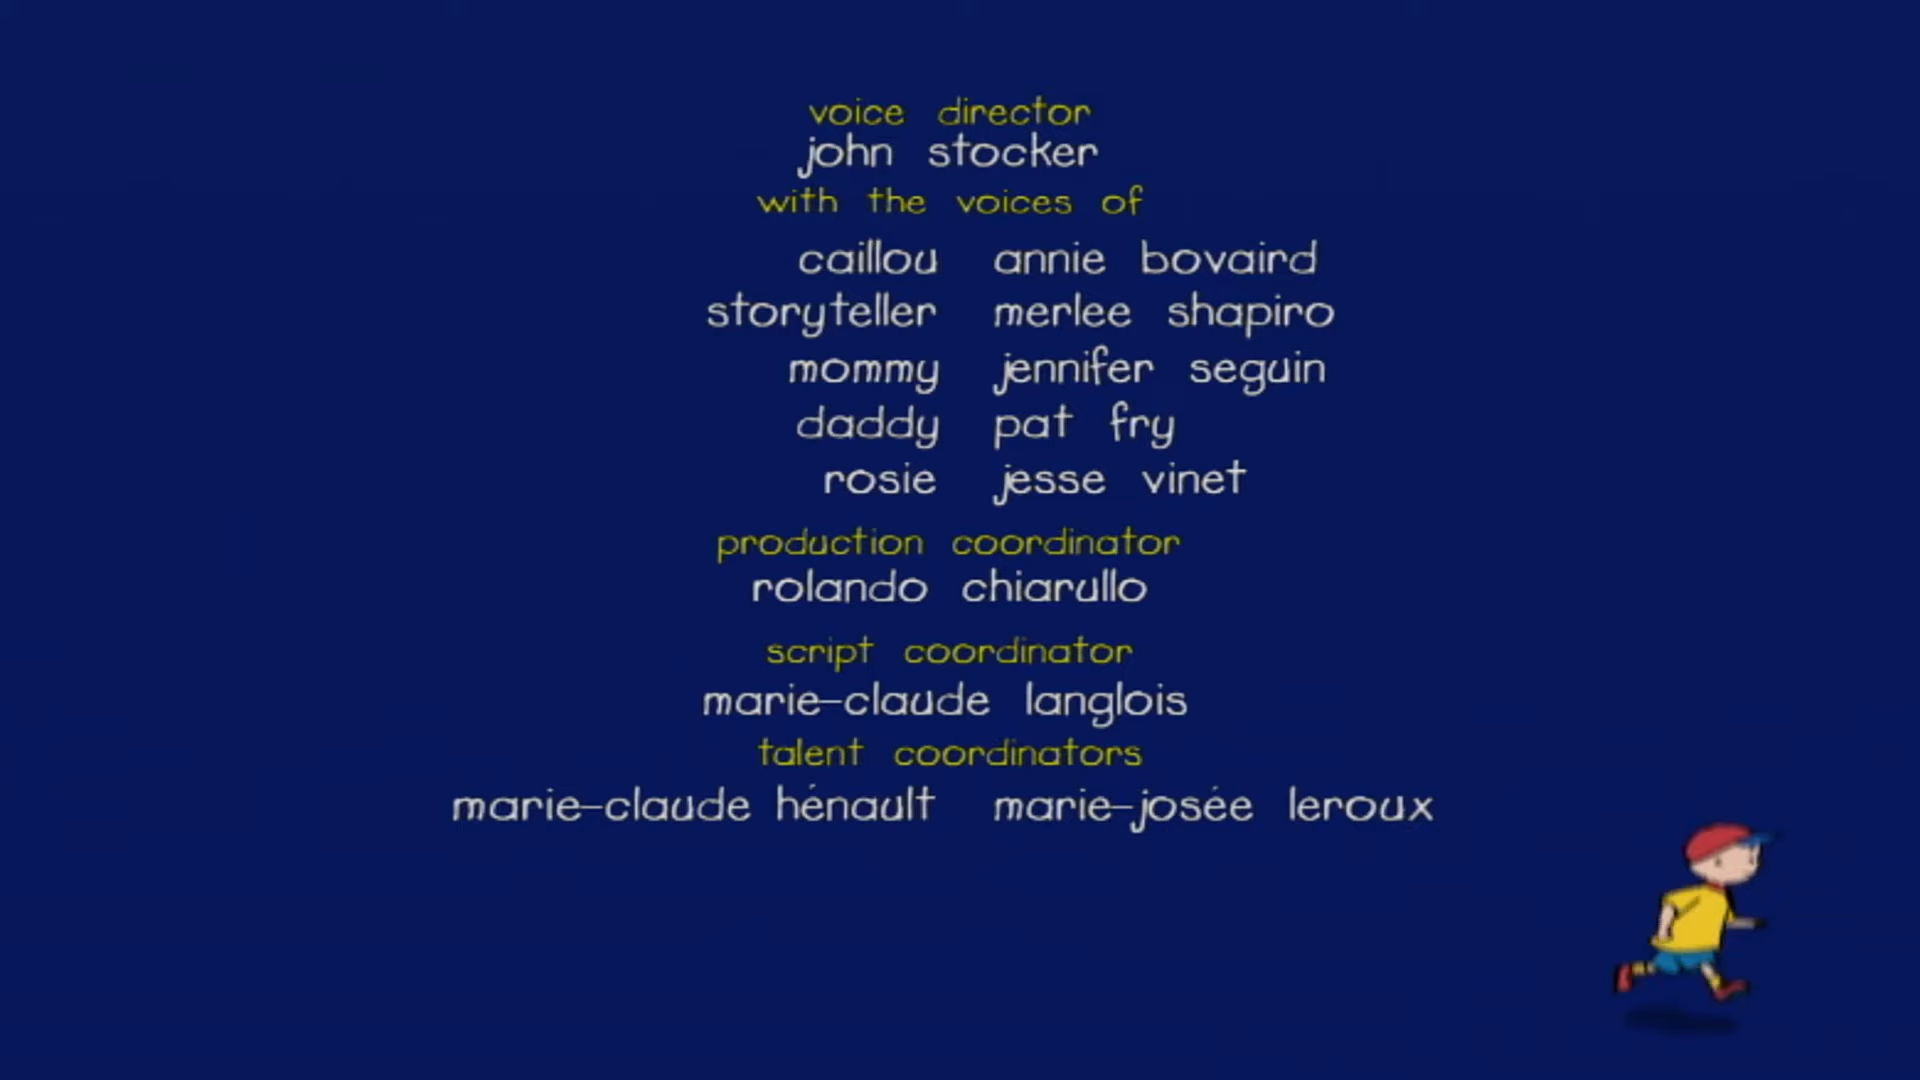 voice director
john stocker
with the voices of
caillou annie bovaird
storyteller merlee shapiro
mommy jennifer seguin
daddy pat fry
rosie jesse vinet
production coordinator
rolando chiarullo
script coordinator
marie-claude langlois
talent coordinators
marie-claude hénault marie-josée leroux